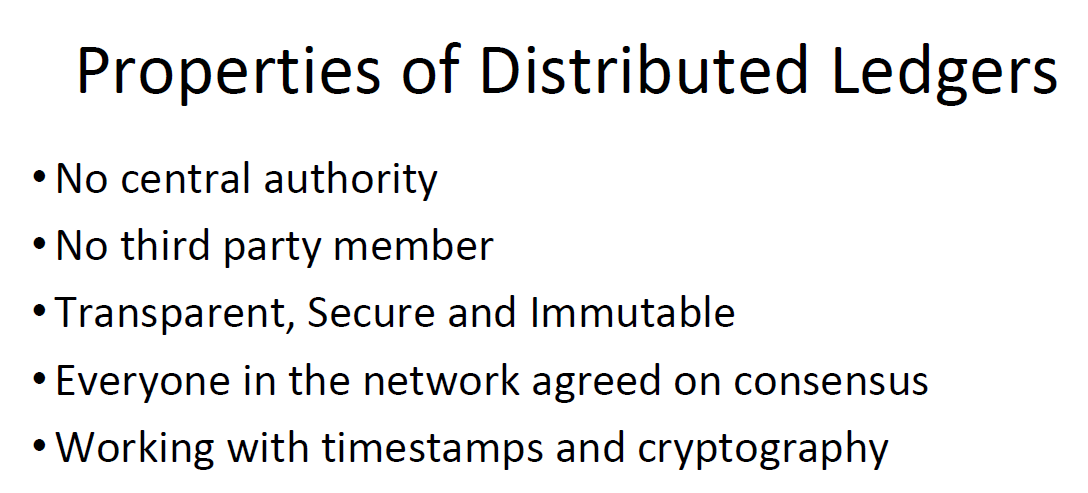 Properties of Distributed Ledgers
• No central authority
• No third party member
• Transparent, Secure and Immutable
• Everyone in the network agreed on consensus
• Working with timestamps and cryptography